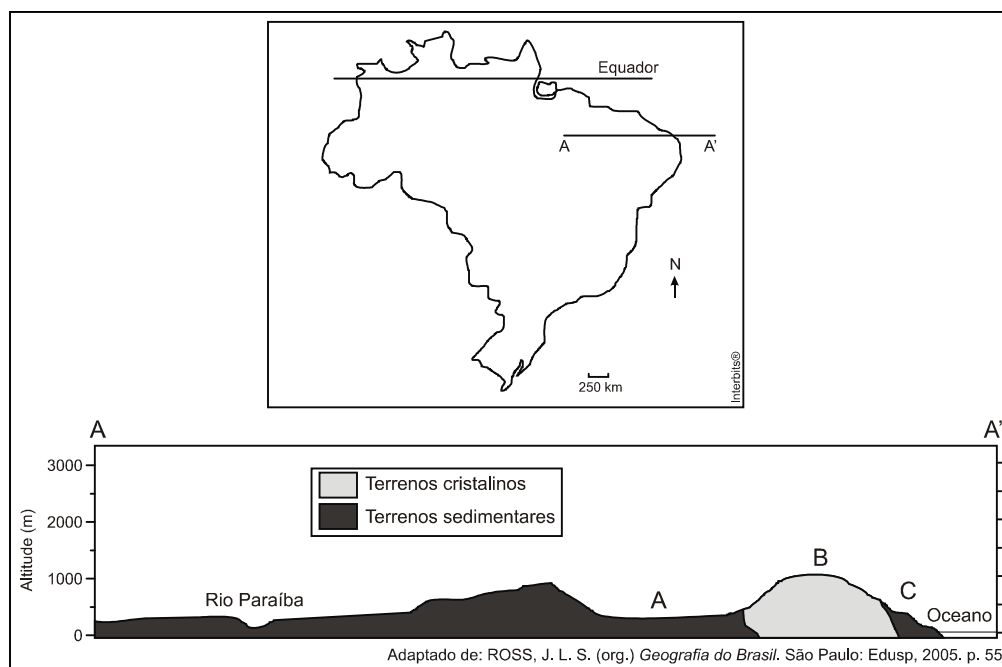 Equador
A A'
N
250 km
Interbits®
A A'
3000
2000
1000
0
Altitude (m)
Terrenos cristalinos
Terrenos sedimentares
Rio Paraíba
A
B
C
Oceano
Adaptado de: ROSS, J. L. S. (org.) Geografia do Brasil. São Paulo: Edusp, 2005. p. 55